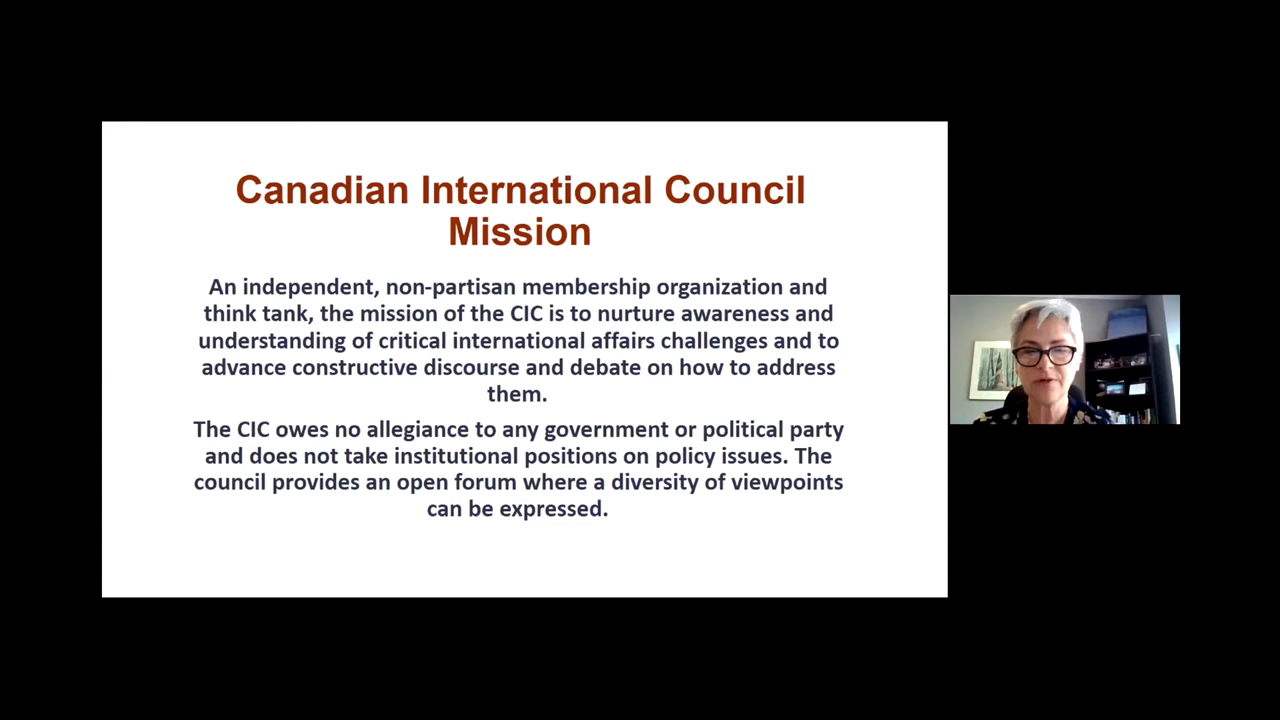 Canadian International Council
Mission
An independent, non-partisan membership organization and
think tank, the mission of the CIC is to nurture awareness and
understanding of critical international affairs challenges and to
advance constructive discourse and debate on how to address
them.
The CIC owes no allegiance to any government or political party
and does not take institutional positions on policy issues. The
council provides an open forum where a diversity of viewpoints
can be expressed.